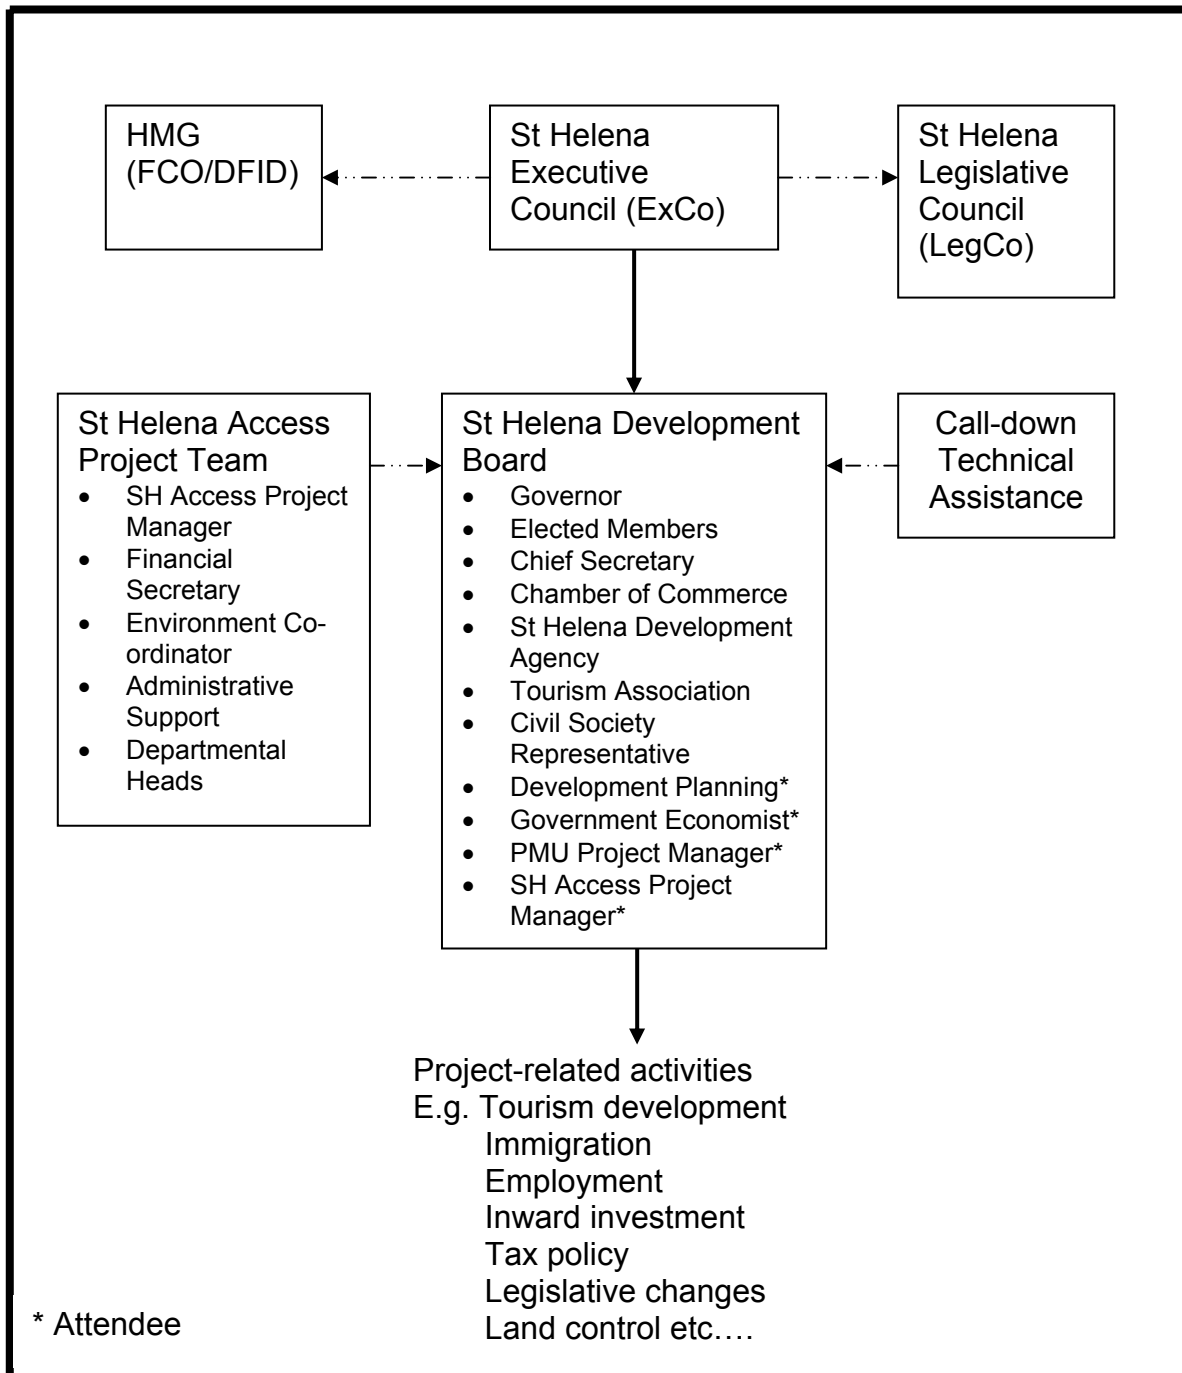 HMG
(FCO/DFID)
St Helena
Executive
Council (ExCo)
St Helena
Legislative
Council
(LegCo)
St Helena Access
Project Team
• SH Access Project
Manager
• Financial
Secretary
• Environment Co-
ordinator
• Administrative
Support
• Departmental
Heads
St Helena Development
Board
• Governor
• Elected Members
• Chief Secretary
• Chamber of Commerce
• St Helena Development
Agency
• Tourism Association
• Civil Society
Representative
• Development Planning*
• Government Economist*
• PMU Project Manager*
• SH Access Project
Manager*
Call-down
Technical
Assistance
Project-related activities
E.g. Tourism development
Immigration
Employment
Inward investment
Tax policy
Legislative changes
Land control etc….
* Attendee